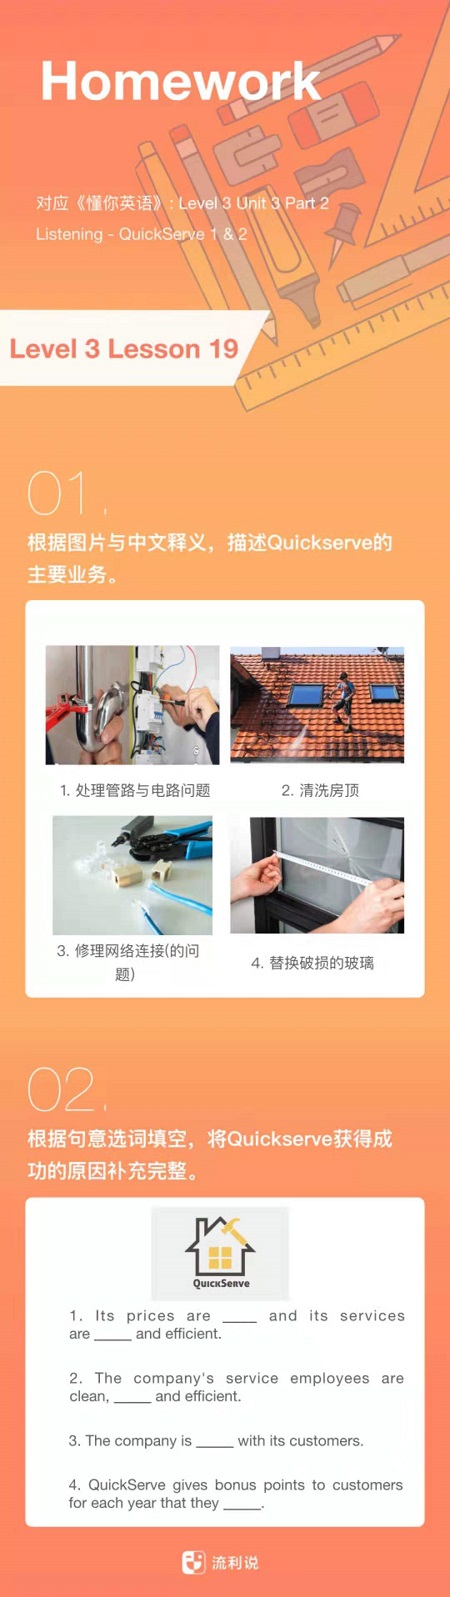 Homework
对应《懂你英语》: Level 3 Unit 3 Part 2
Listening - QuickServe 1 & 2
Level 3 Lesson 19
01.
根据图片与中文释义，描述Quickserve的
主要业务。
1. 处理管路与电路问题
2. 清洗房顶
3. 修理网络连接(的问
题)
4. 替换破损的玻璃
02.
根据句意选词填空，将Quickserve获得成
功的原因补充完整。
QUICKSERVE
1. Its prices are ____ and its services
are _____ and efficient.
2. The company's service employees are
clean, _____ and efficient.
3. The company is _____ with its customers.
4. QuickServe gives bonus points to customers
for each year that they _____.
流利说